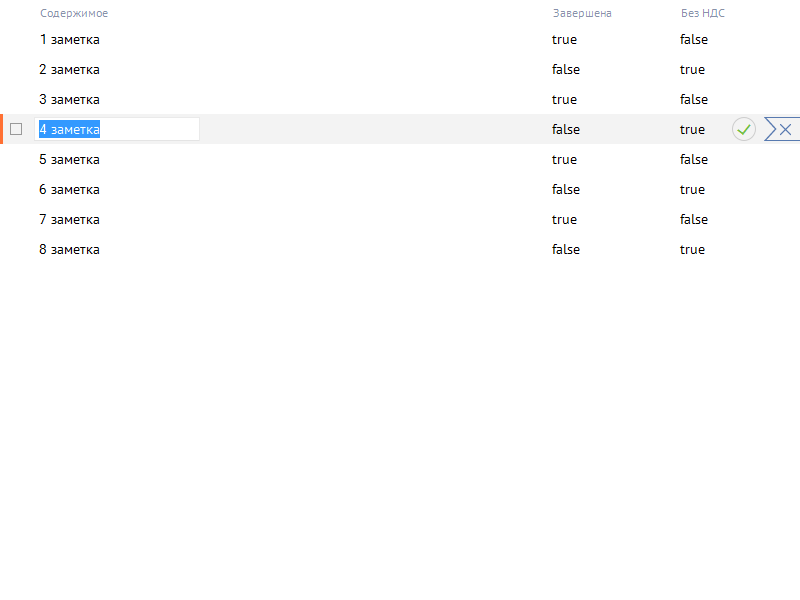 Содержимое Завершена Без НДС
1 заметка true false
2 заметка false true
3 заметка true false
4 заметка false true
5 заметка true false
6 заметка false true
7 заметка true false
8 заметка false true